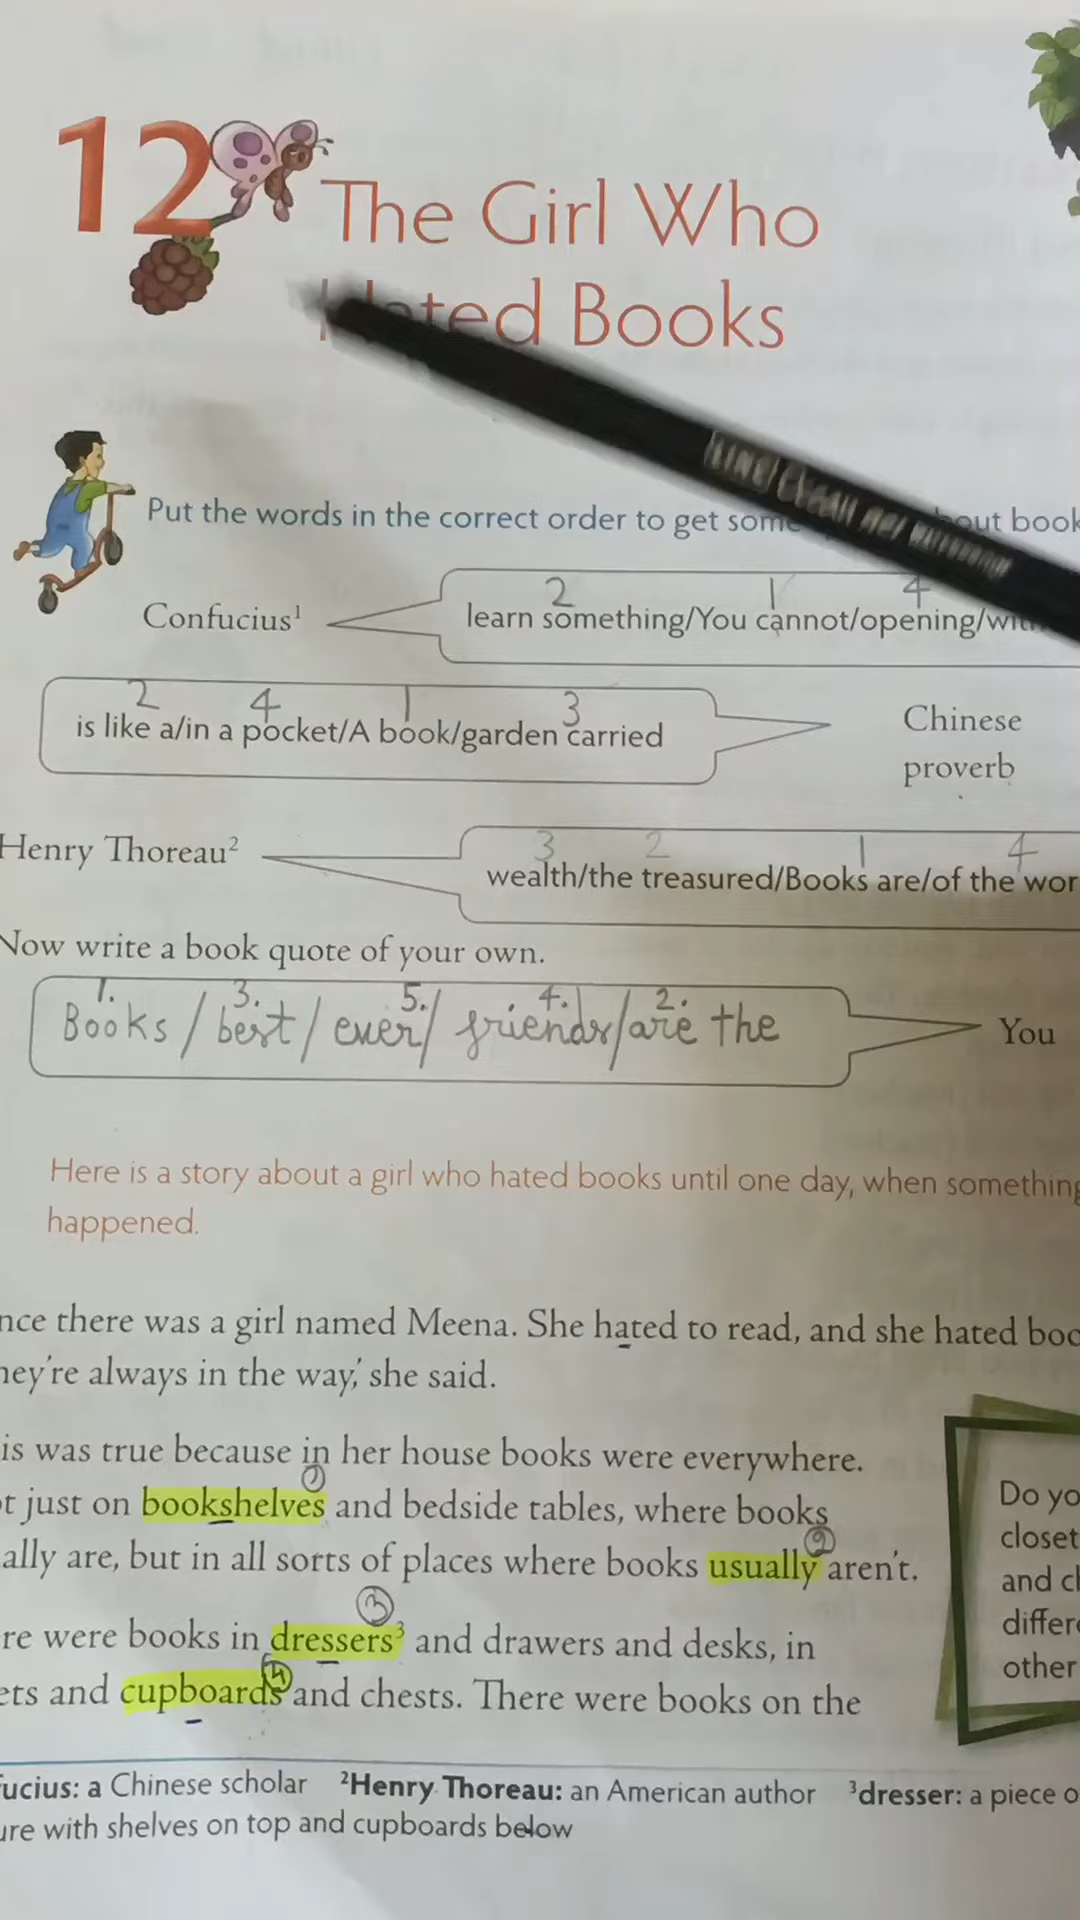 12
The Girl Who
Hated Books
Put the words in the correct order to get some out book
2 1 4
Confucius¹ learn something/You cannot/opening/
2 4 1 3
is like a/in a pocket/A book/garden carried
Chinese
proverb
3 2 1 4
Henry Thoreau² wealth/the treasured/Books are/of the wor
Now write a book quote of your own.
1. 3. 5. 4. 2.
Books / best / ever / friends / are the
You
Here is a story about a girl who hated books until one day, when something
happened.
nce there was a girl named Meena. She hated to read, and she hated boo
hey're always in the way,' she said.
is was true because in her house books were everywhere.
1
t just on bookshelves and bedside tables, where books
2
ally are, but in all sorts of places where books usually aren't.
3
re were books in dressers³ and drawers and desks, in
4
ets and cupboards and chests. There were books on the
Do yo
closet
and c
differ
other
fucius: a Chinese scholar ²Henry Thoreau: an American author ³dresser: a piece o
ure with shelves on top and cupboards below